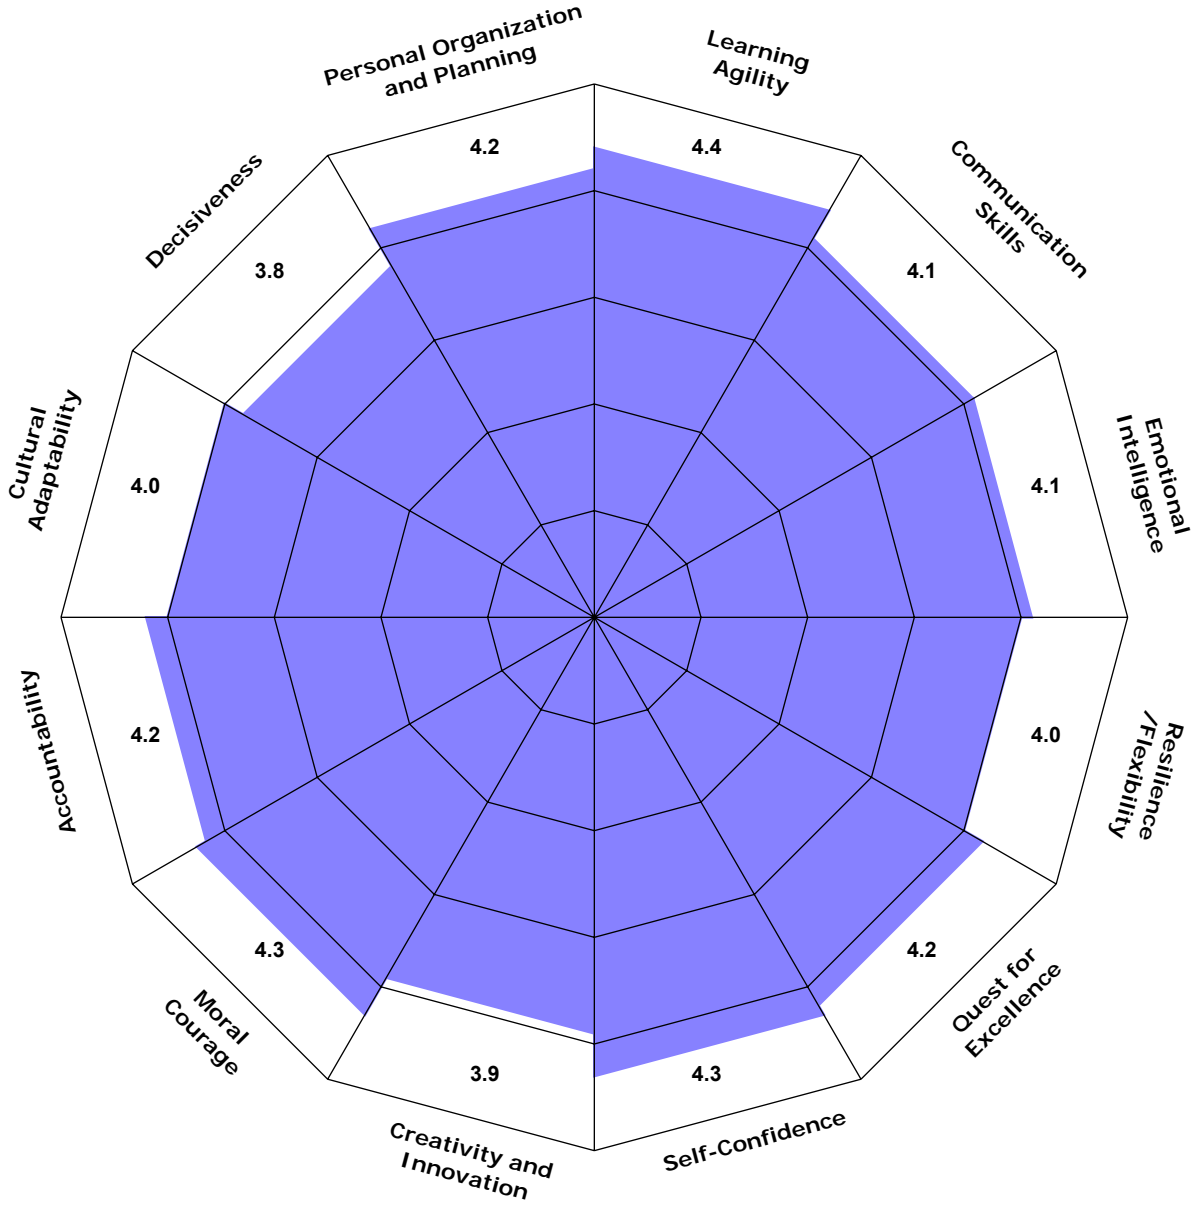 Personal Organization
and Planning
4.2
Learning
Agility
4.4
Communication
Skills
4.1
Emotional
Intelligence
4.1
Resilience
/Flexibility
4.0
Quest for
Excellence
4.2
Self-Confidence
4.3
Creativity and
Innovation
3.9
Moral
Courage
4.3
Accountability
4.2
Cultural
Adaptability
4.0
Decisiveness
3.8